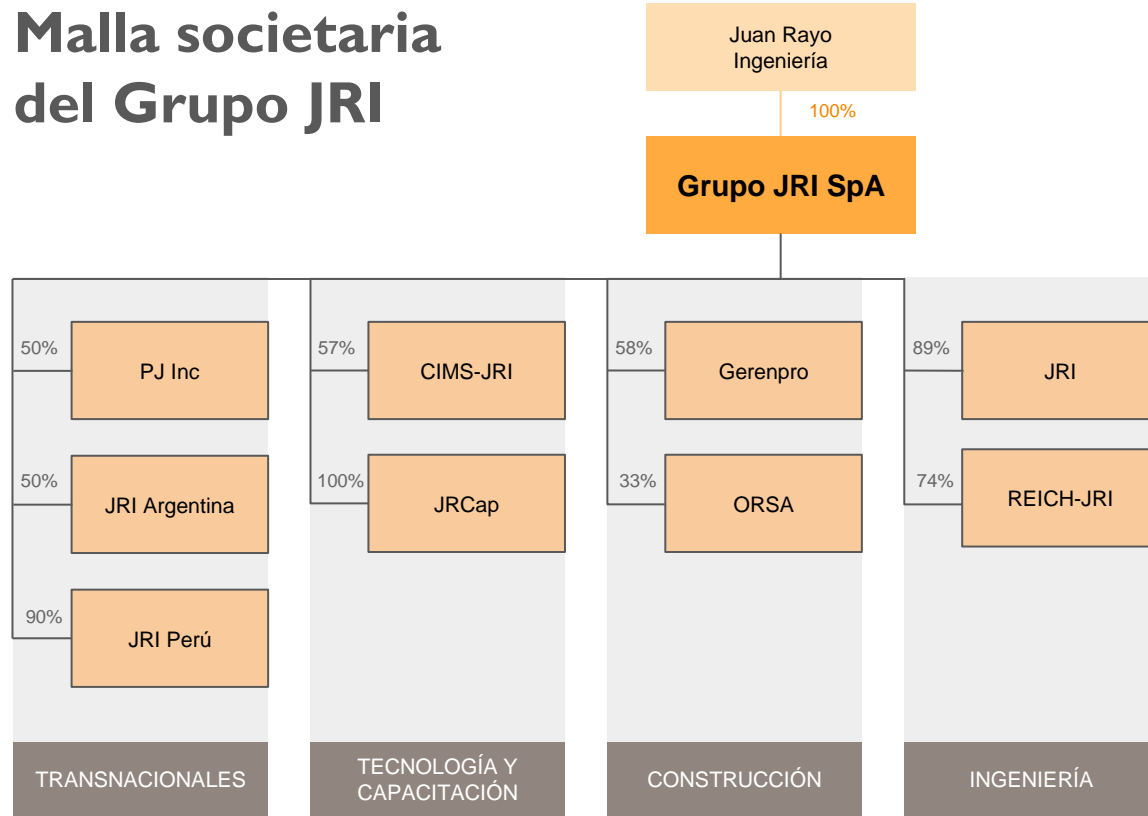 Malla societaria
del Grupo JRI
Juan Rayo
Ingeniería
100%
Grupo JRI SpA
50%
PJ Inc
50%
JRI Argentina
90%
JRI Perú
TRANSNACIONALES
57%
CIMS-JRI
100%
JRCap
TECNOLOGÍA Y
CAPACITACIÓN
58%
Gerenpro
33%
ORSA
CONSTRUCCIÓN
89%
JRI
74%
REICH-JRI
INGENIERÍA